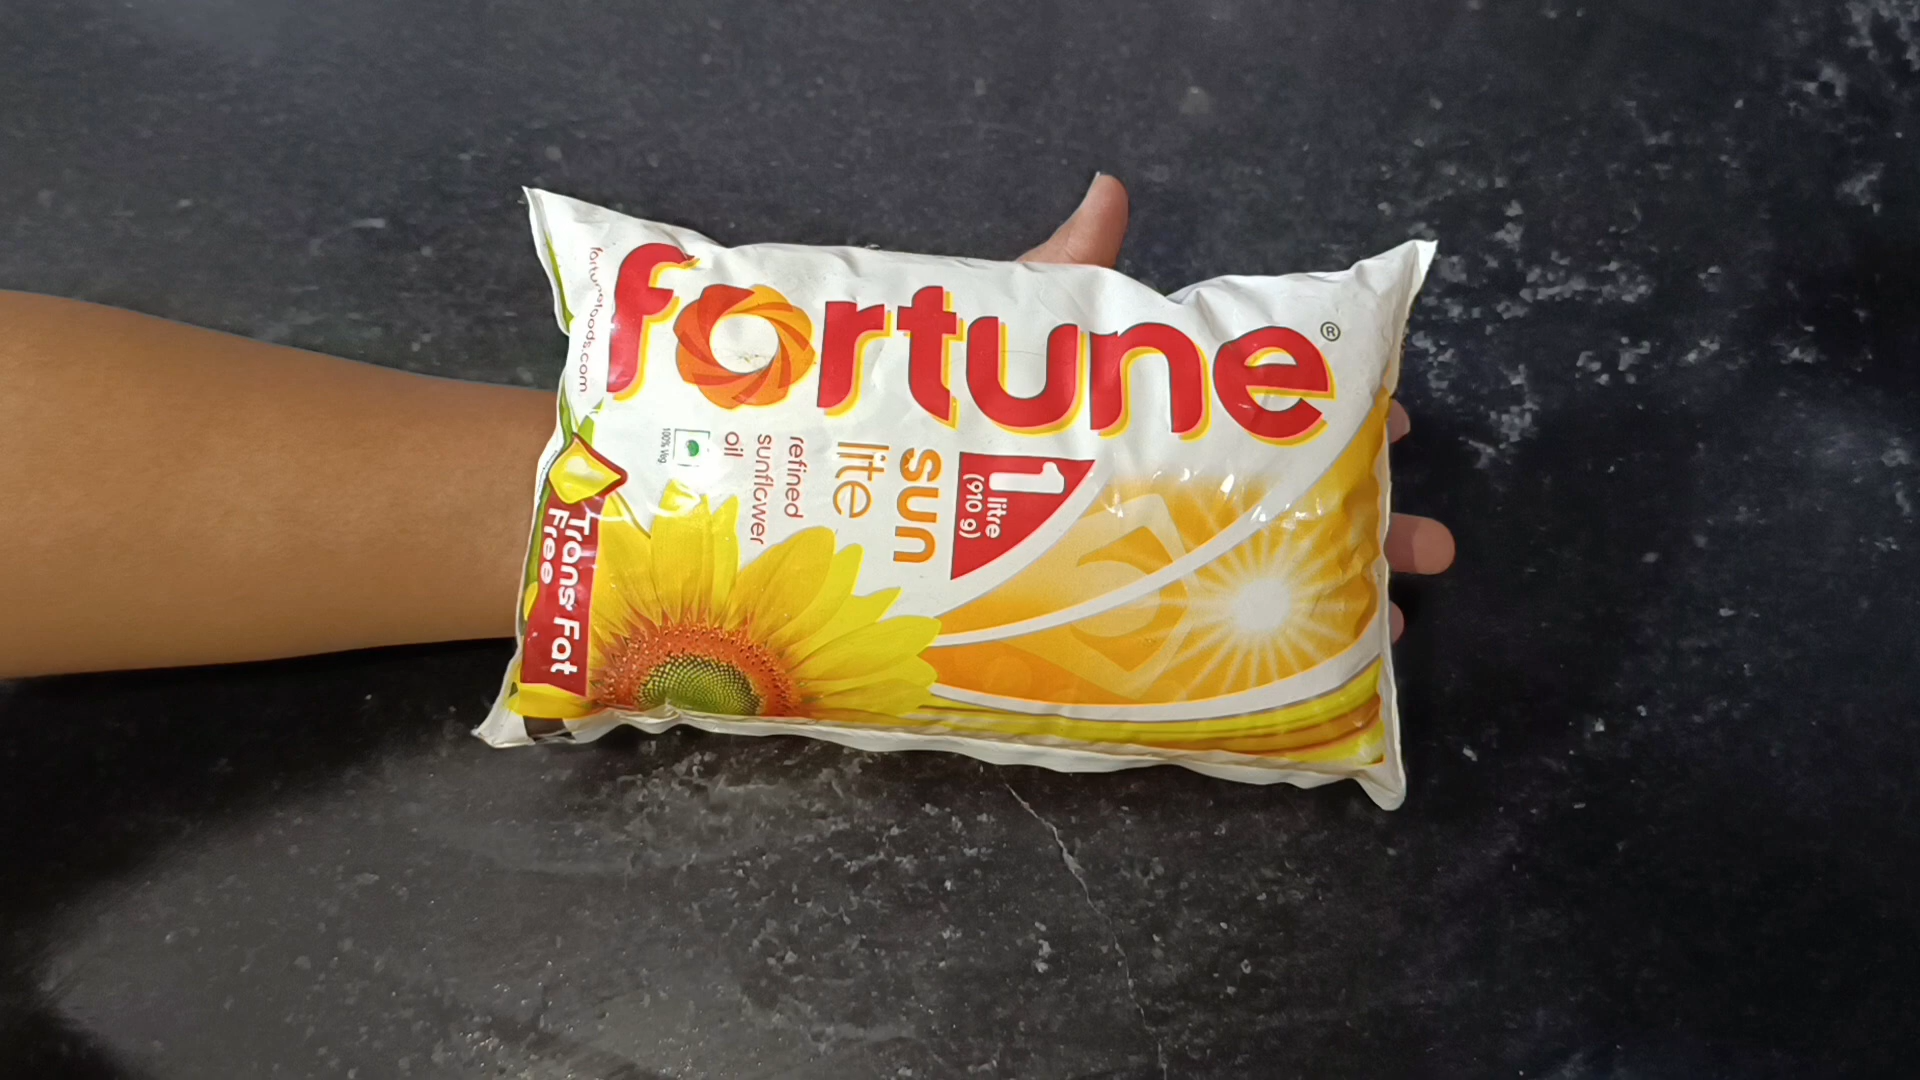 fortune®
fortunefoods.com
1
litre
(910 g)
sun
lite
refined
sunflower
oil
100% Veg
Trans Fat
Free